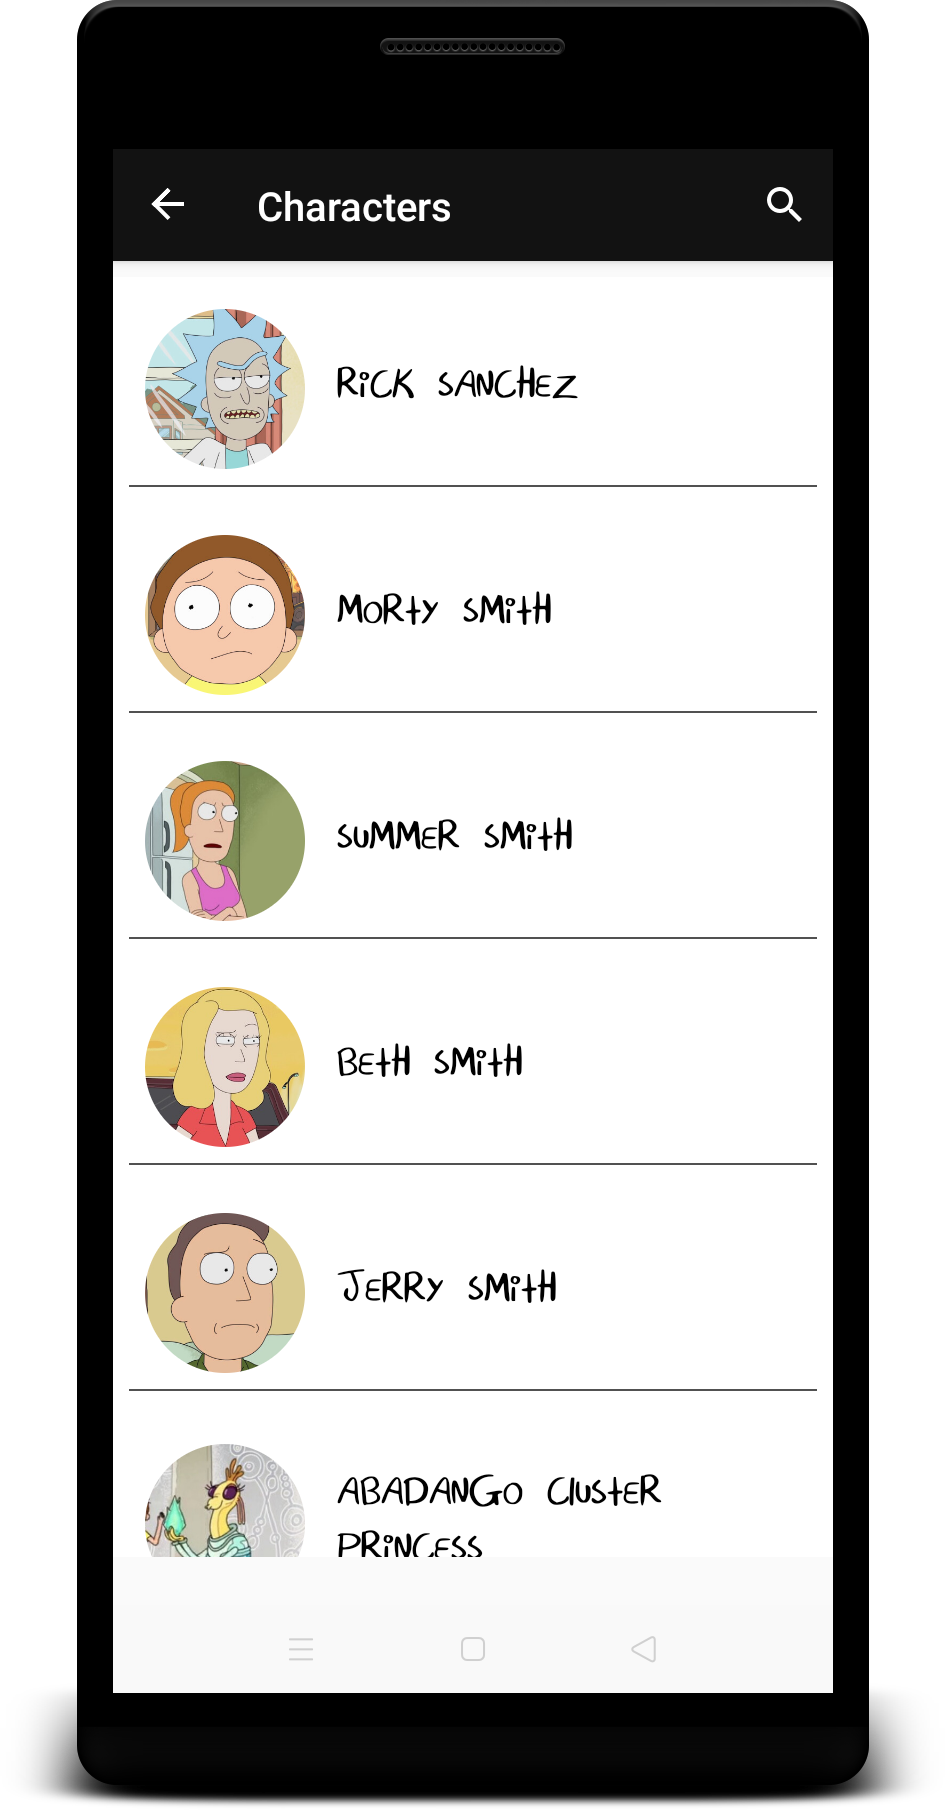 Characters
RiCK SANCHEZ
MORtY SMitH
SuMMER SMitH
BEtH SMitH
JERRY SMitH
ABADANGO CluStER
PRiNCESS